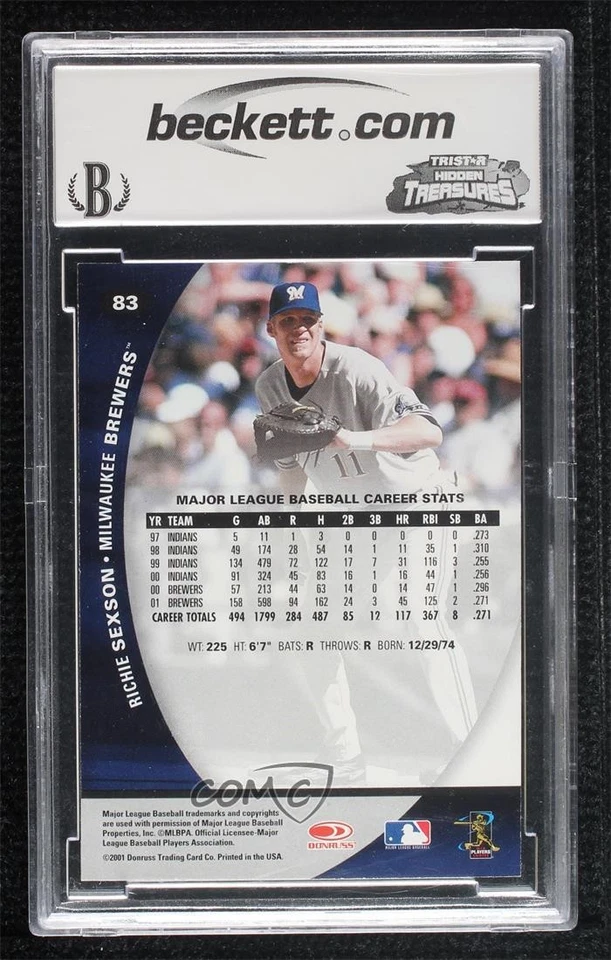 beckett.com
B
TRISTAR
HIDDEN
TREASURES
83
M
RICHIE SEXSON • MILWAUKEE BREWERS™
11
MAJOR LEAGUE BASEBALL CAREER STATS
YR TEAM G AB R H 2B 3B HR RBI SB BA
97 INDIANS 5 11 1 3 0 0 0 0 0 .273
98 INDIANS 49 174 28 54 14 1 11 35 1 .310
99 INDIANS 134 479 72 122 17 7 31 116 3 .255
00 INDIANS 91 324 45 83 16 1 16 44 1 .256
00 BREWERS 57 213 44 63 14 0 14 47 1 .296
01 BREWERS 158 598 94 162 24 3 45 125 2 .271
CAREER TOTALS 494 1799 284 487 85 12 117 367 8 .271
WT: 225 HT: 6'7" BATS: R THROWS: R BORN: 12/29/74
COMC
Major League Baseball trademarks and copyrights
are used with permission of Major League Baseball
Properties, Inc. ©MLBPA. Official Licensee-Major
League Baseball Players Association.
©2001 Donruss Trading Card Co. Printed in the USA.
DONRUSS
MAJOR LEAGUE BASEBALL
PLAYERS
CHOICE